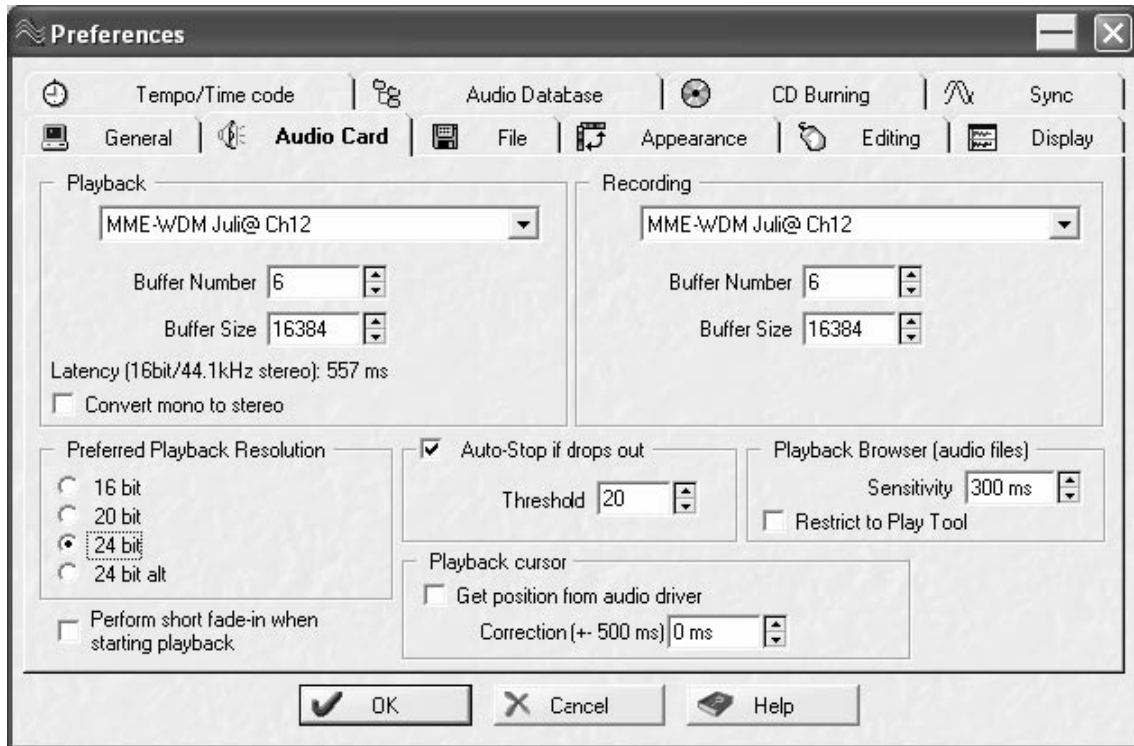 Preferences
Tempo/Time code Audio Database CD Burning Sync
General Audio Card File Appearance Editing Display
Playback
MME-WDM Juli@ Ch12
Buffer Number 6
Buffer Size 16384
Latency (16bit/44.1kHz stereo): 557 ms
Convert mono to stereo
Recording
MME-WDM Juli@ Ch12
Buffer Number 6
Buffer Size 16384
Preferred Playback Resolution
16 bit
20 bit
24 bit
24 bit alt
Perform short fade-in when
starting playback
Auto-Stop if drops out
Threshold 20
Playback Browser (audio files)
Sensitivity 300 ms
Restrict to Play Tool
Playback cursor
Get position from audio driver
Correction (+- 500 ms) 0 ms
OK Cancel Help